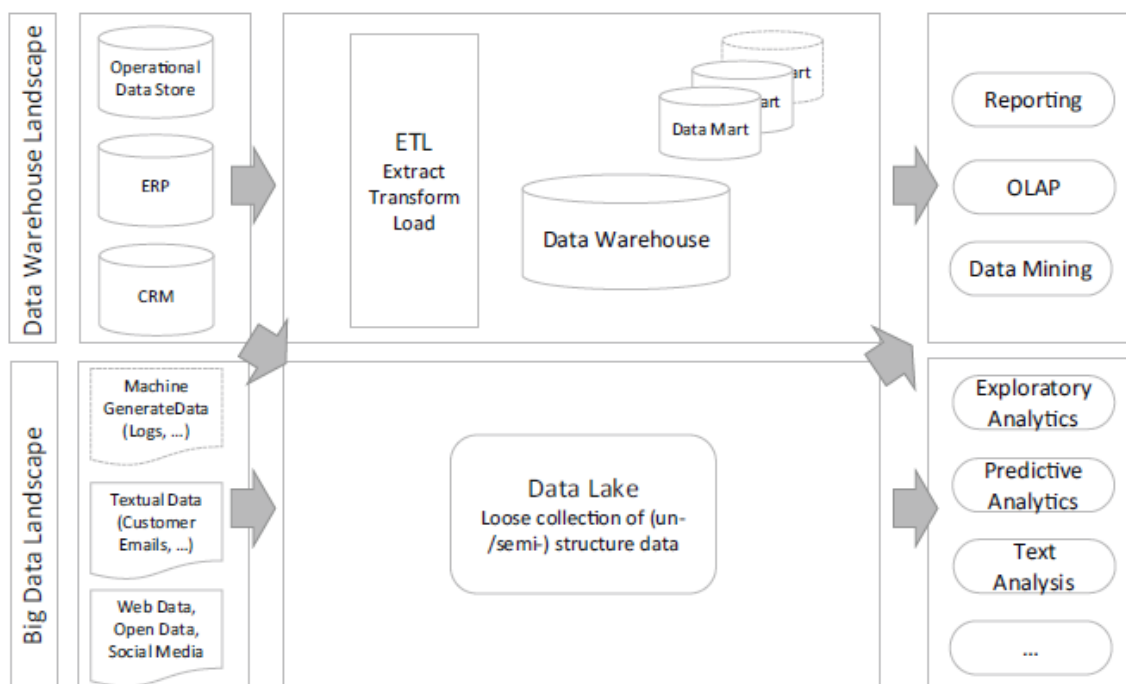 Data Warehouse Landscape
Operational
Data Store
ERP
CRM
ETL
Extract
Transform
Load
art
art
Data Mart
Data Warehouse
Reporting
OLAP
Data Mining
Big Data Landscape
Machine
GenerateData
(Logs, ...)
Textual Data
(Customer
Emails, ...)
Web Data,
Open Data,
Social Media
Data Lake
Loose collection of (un-
/semi-) structure data
Exploratory
Analytics
Predictive
Analytics
Text
Analysis
...